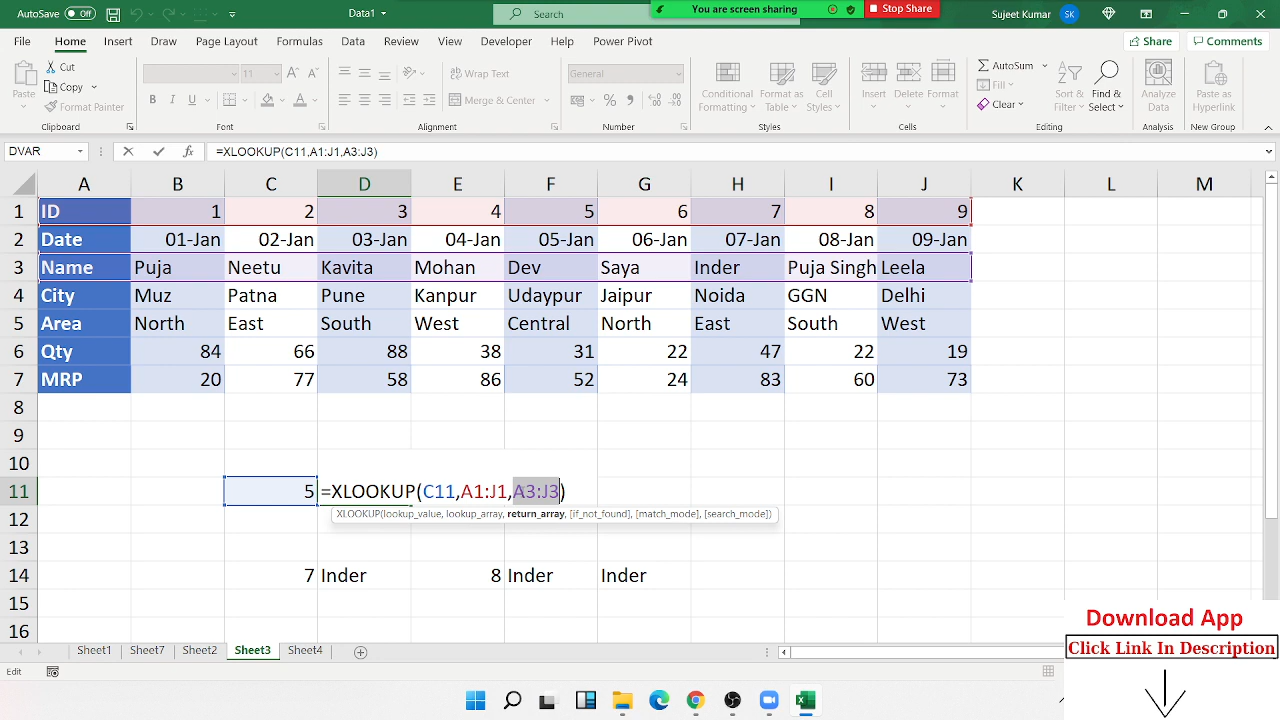 AutoSave Off Data1 Search You are screen sharing Stop Share Sujeet Kumar SK
File Home Insert Draw Page Layout Formulas Data Review View Developer Help Power Pivot Share Comments
Paste Cut Copy Format Painter
Clipboard
11
B I U A
Font
Wrap Text
Merge & Center
Alignment
General
%
Number
Conditional Formatting Format as Table Cell Styles
Styles
Insert Delete Format
Cells
AutoSum Fill Clear Sort & Filter Find & Select
Editing
Analyze Data
Analysis
Paste as Hyperlink
New Group
DVAR fx =XLOOKUP(C11,A1:J1,A3:J3)
A B C D E F G H I J K L M
1 ID 1 2 3 4 5 6 7 8 9
2 Date 01-Jan 02-Jan 03-Jan 04-Jan 05-Jan 06-Jan 07-Jan 08-Jan 09-Jan
3 Name Puja Neetu Kavita Mohan Dev Saya Inder Puja Singh Leela
4 City Muz Patna Pune Kanpur Udaypur Jaipur Noida GGN Delhi
5 Area North East South West Central North East South West
6 Qty 84 66 88 38 31 22 47 22 19
7 MRP 20 77 58 86 52 24 83 60 73
8
9
10
11 5 =XLOOKUP(C11,A1:J1,A3:J3)
XLOOKUP(lookup_value, lookup_array, return_array, [if_not_found], [match_mode], [search_mode])
12
13
14 7 Inder 8 Inder Inder
15
16
Download App
Click Link In Description
Sheet1 Sheet7 Sheet2 Sheet3 Sheet4
Edit